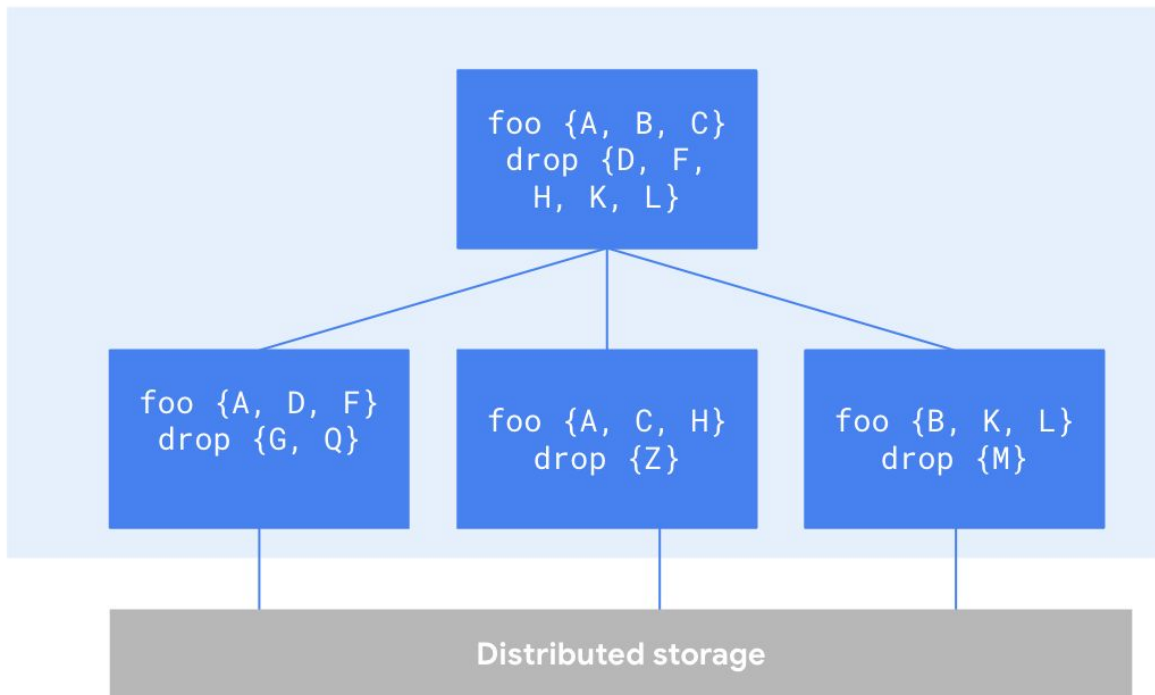 foo {A, B, C}
drop {D, F,
H, K, L}
foo {A, D, F}
drop {G, Q}
foo {A, C, H}
drop {Z}
foo {B, K, L}
drop {M}
Distributed storage